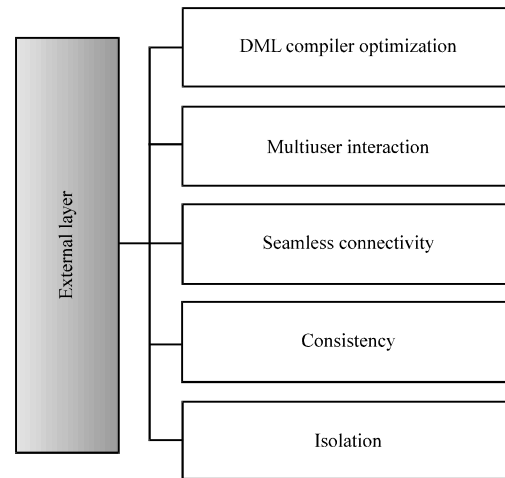 External layer
DML compiler optimization
Multiuser interaction
Seamless connectivity
Consistency
Isolation